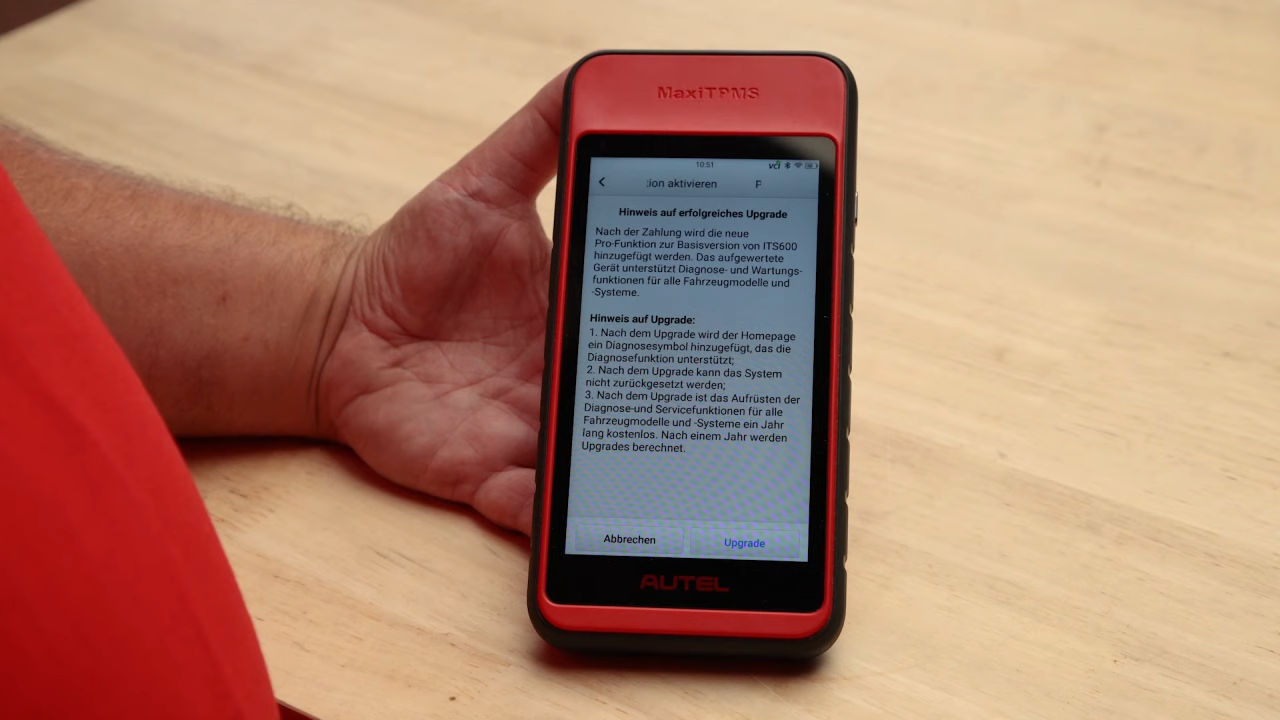 MaxiTPMS
10:51
ion aktivieren P
Hinweis auf erfolgreiches Upgrade
Nach der Zahlung wird die neue
Pro-Funktion zur Basisversion von ITS600
hinzugefügt werden. Das aufgewertete
Gerät unterstützt Diagnose- und Wartungs-
funktionen für alle Fahrzeugmodelle und
-Systeme.
Hinweis auf Upgrade:
1. Nach dem Upgrade wird der Homepage
ein Diagnosesymbol hinzugefügt, das die
Diagnosefunktion unterstützt;
2. Nach dem Upgrade kann das System
nicht zurückgesetzt werden;
3. Nach dem Upgrade ist das Aufrüsten der
Diagnose-und Servicefunktionen für alle
Fahrzeugmodelle und -Systeme ein Jahr
lang kostenlos. Nach einem Jahr werden
Upgrades berechnet.
Abbrechen Upgrade
AUTEL